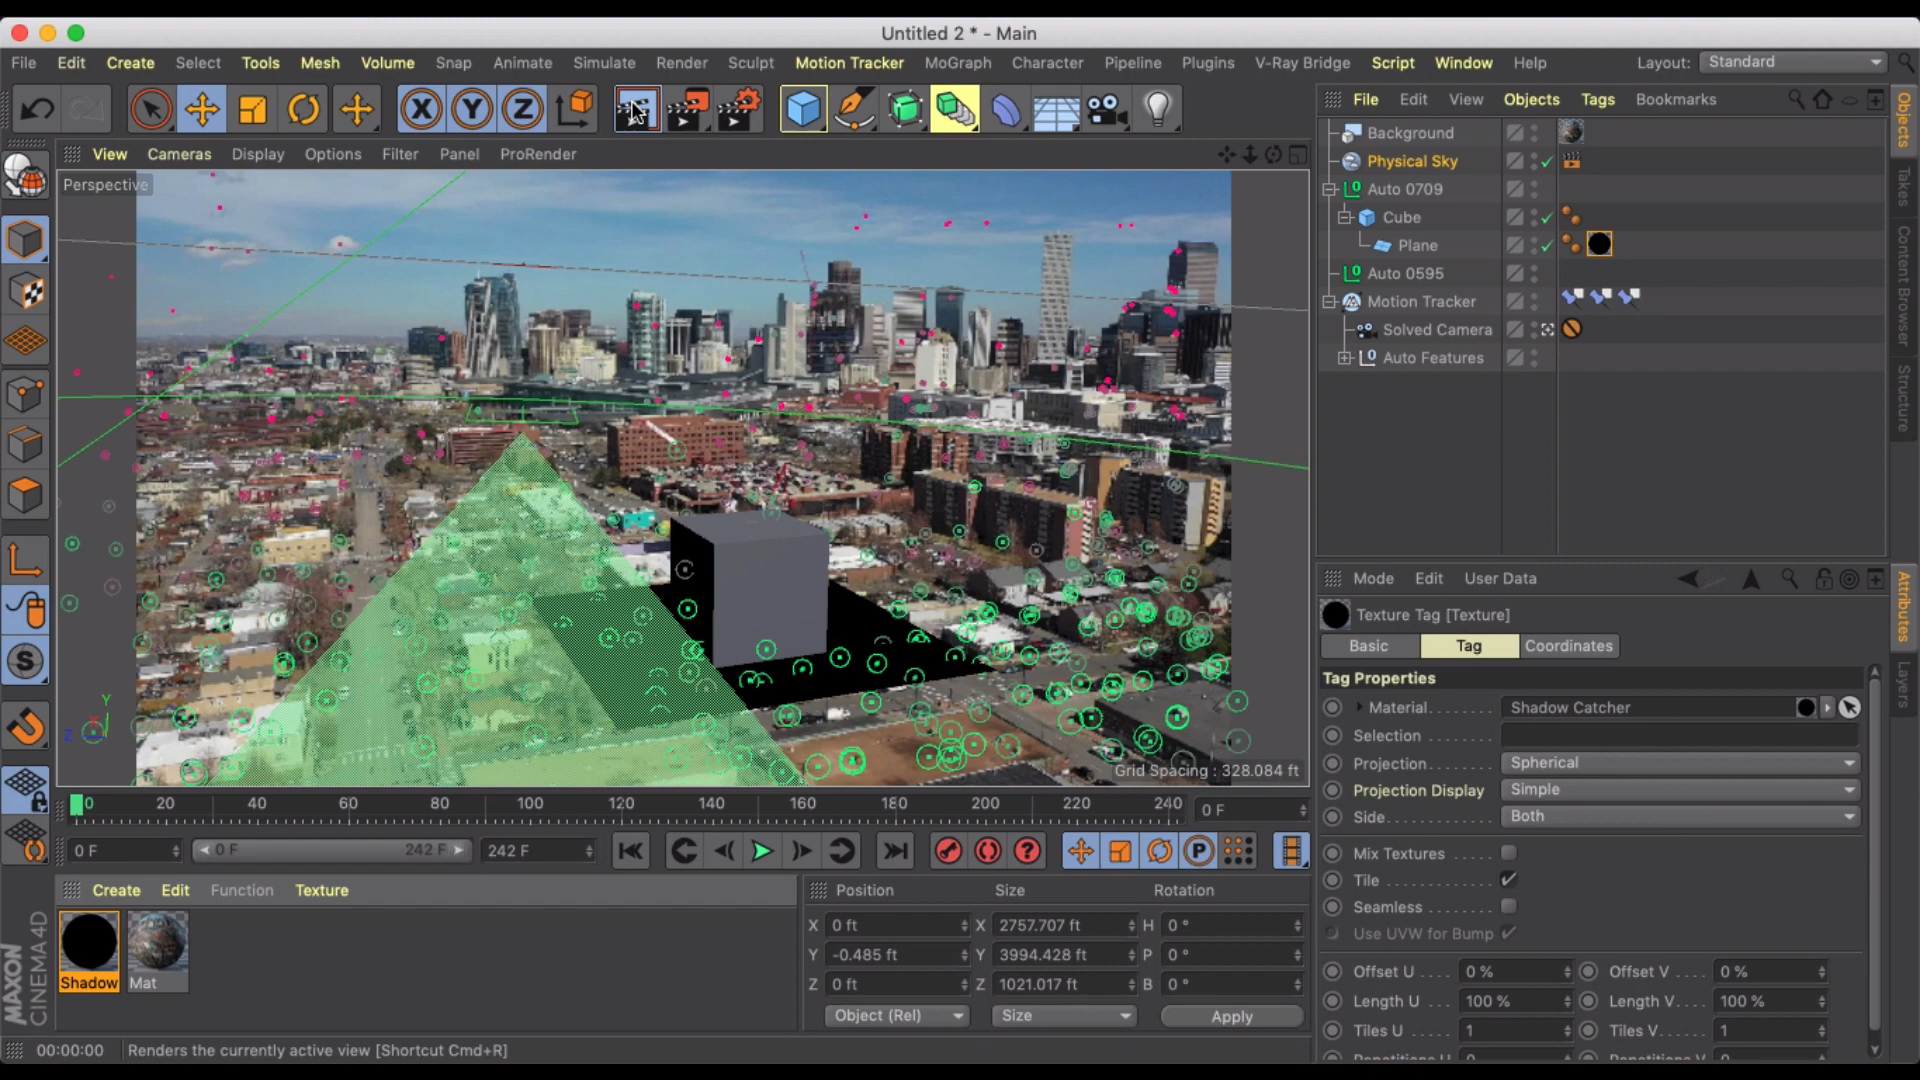 Untitled 2 * - Main
File Edit Create Select Tools Mesh Volume Snap Animate Simulate Render Sculpt Motion Tracker MoGraph Character Pipeline Plugins V-Ray Bridge Script Window Help Layout: Standard
X Y Z
File Edit View Objects Tags Bookmarks
View Cameras Display Options Filter Panel ProRender
Perspective
Background
Physical Sky
Auto 0709
Cube
Plane
Auto 0595
Motion Tracker
Solved Camera
Auto Features
Objects
Takes
Content Browser
Structure
Attributes
Layers
Mode Edit User Data
Texture Tag [Texture]
Basic Tag Coordinates
Tag Properties
Material Shadow Catcher
Selection
Projection Spherical
Projection Display Simple
Side Both
Mix Textures
Tile
Seamless
Use UVW for Bump
Offset U 0 % Offset V 0 %
Length U 100 % Length V 100 %
Tiles U 1 Tiles V 1
Repetitions U 0 Repetitions V 0
Y
X
Z
Grid Spacing : 328.084 ft
0 20 40 60 80 100 120 140 160 180 200 220 240 0 F
0 F 0 F 242 F 242 F
P
Create Edit Function Texture
Shadow Mat
Position Size Rotation
X 0 ft X 2757.707 ft H 0 °
Y -0.485 ft Y 3994.428 ft P 0 °
Z 0 ft Z 1021.017 ft B 0 °
Object (Rel) Size Apply
MAXON
CINEMA 4D
00:00:00 Renders the currently active view [Shortcut Cmd+R]